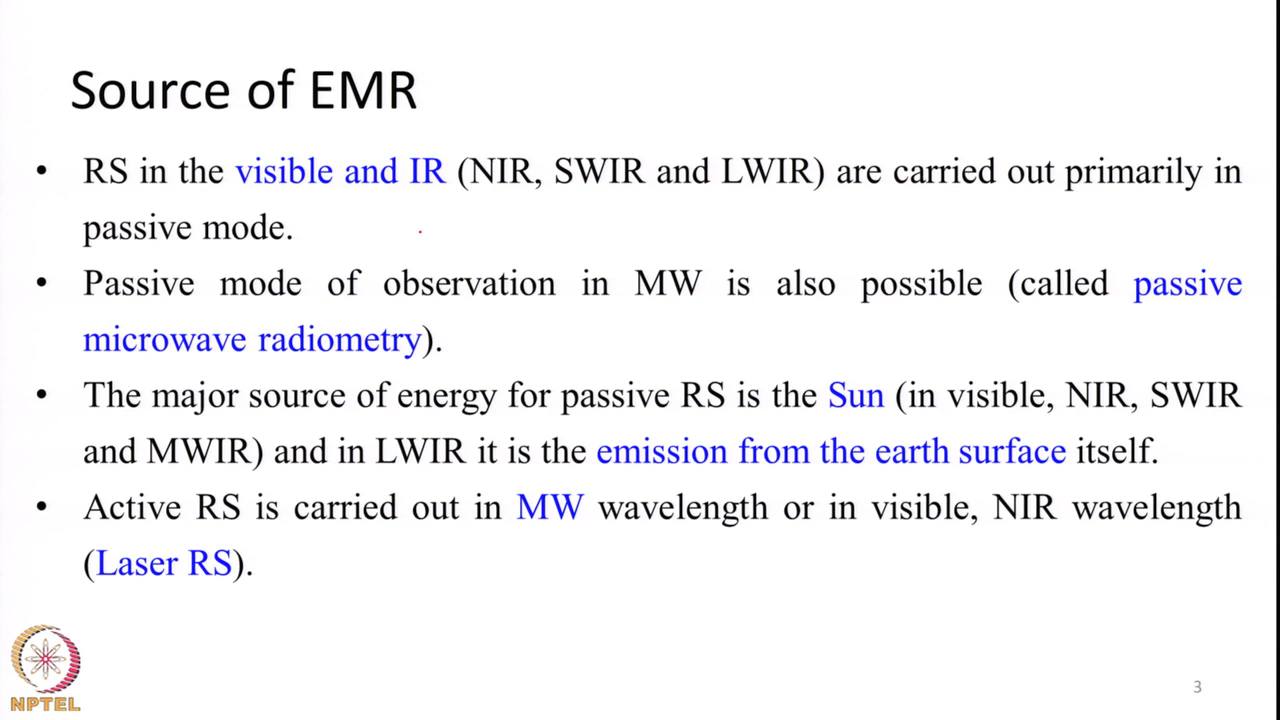 Source of EMR
• RS in the visible and IR (NIR, SWIR and LWIR) are carried out primarily in
passive mode.
• Passive mode of observation in MW is also possible (called passive
microwave radiometry).
• The major source of energy for passive RS is the Sun (in visible, NIR, SWIR
and MWIR) and in LWIR it is the emission from the earth surface itself.
• Active RS is carried out in MW wavelength or in visible, NIR wavelength
(Laser RS).
NPTEL
3